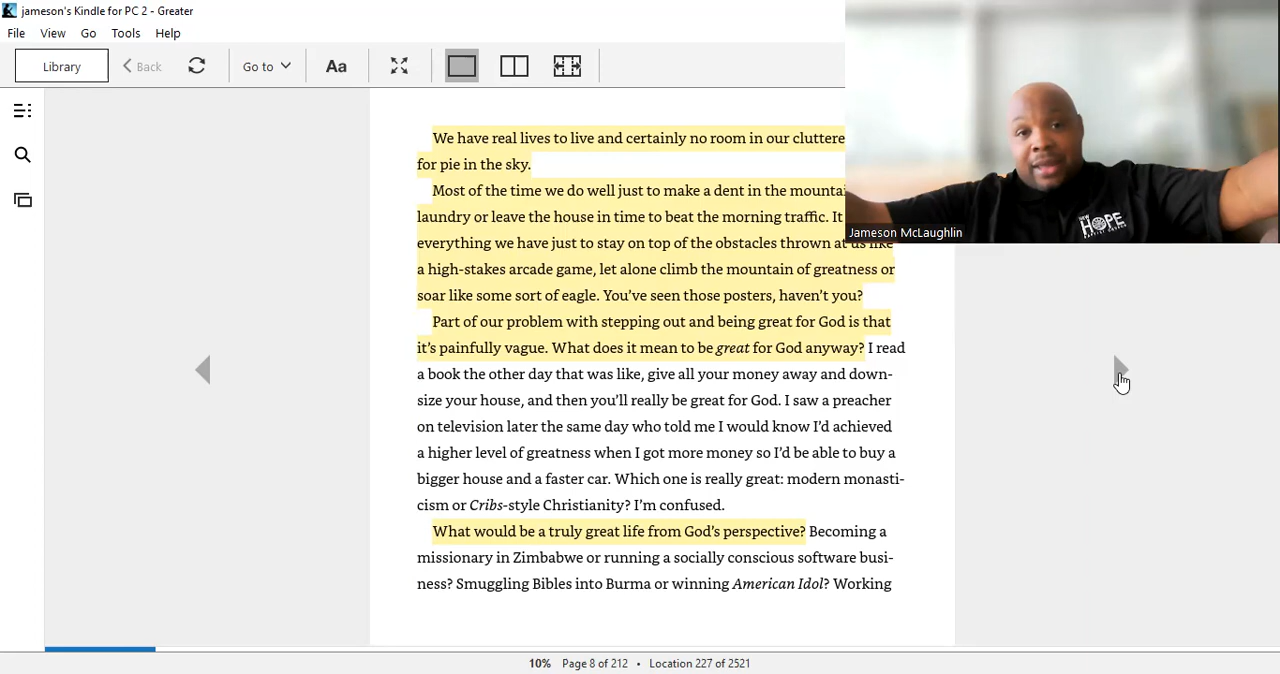 jameson's Kindle for PC 2 - Greater
File View Go Tools Help
Library Back Go to Aa
We have real lives to live and certainly no room in our
for pie in the sky.
Most of the time we do well just to make a dent in the
laundry or leave the house in time to beat the morning traffic. It
everything we have just to stay on top of the obstacles thrown at us like
a high-stakes arcade game, let alone climb the mountain of greatness or
soar like some sort of eagle. You've seen those posters, haven't you?
Part of our problem with stepping out and being great for God is that
it's painfully vague. What does it mean to be great for God anyway? I read
a book the other day that was like, give all your money away and down-
size your house, and then you'll really be great for God. I saw a preacher
on television later the same day who told me I would know I'd achieved
a higher level of greatness when I got more money so I'd be able to buy a
bigger house and a faster car. Which one is really great: modern monasti-
cism or Cribs-style Christianity? I'm confused.
What would be a truly great life from God's perspective? Becoming a
missionary in Zimbabwe or running a socially conscious software busi-
ness? Smuggling Bibles into Burma or winning American Idol? Working
NEW
HOPE
BAPTIST CHURCH
Jameson McLaughlin
10% Page 8 of 212 • Location 227 of 2521